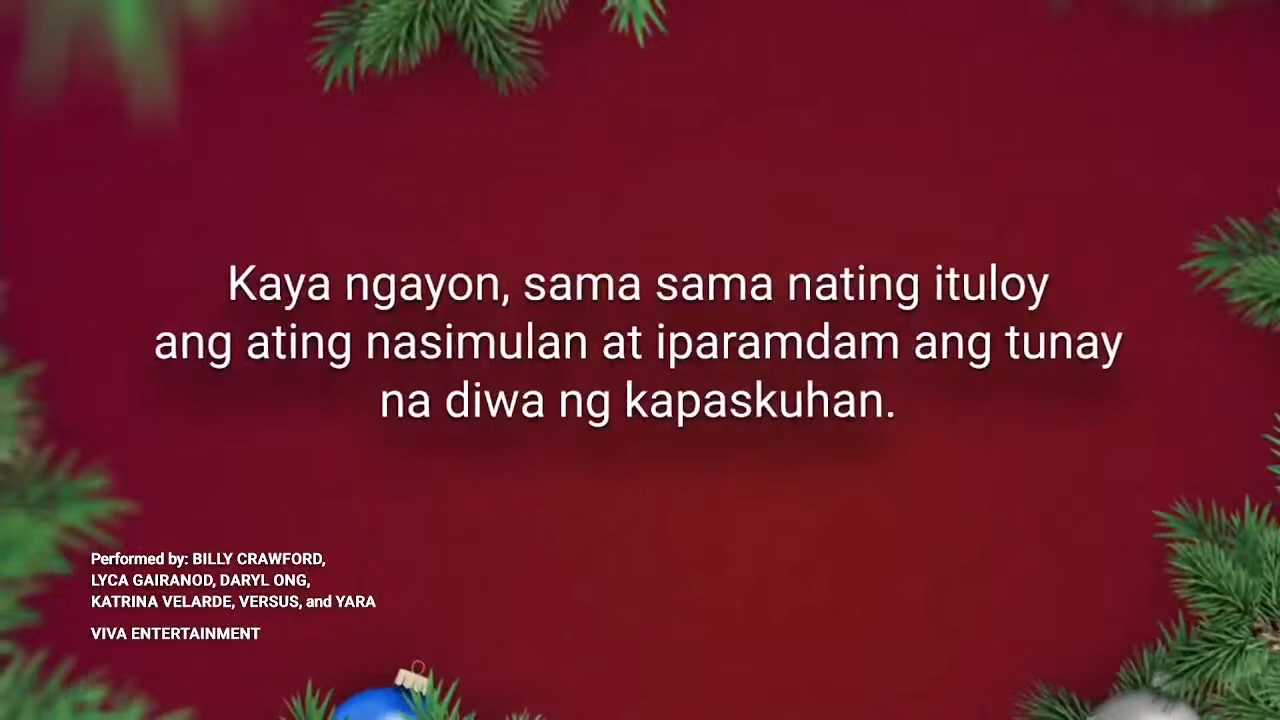 Kaya ngayon, sama sama nating ituloy
ang ating nasimulan at iparamdam ang tunay
na diwa ng kapaskuhan.
Performed by: BILLY CRAWFORD,
LYCA GAIRANOD, DARYL ONG,
KATRINA VELARDE, VERSUS, and YARA
VIVA ENTERTAINMENT